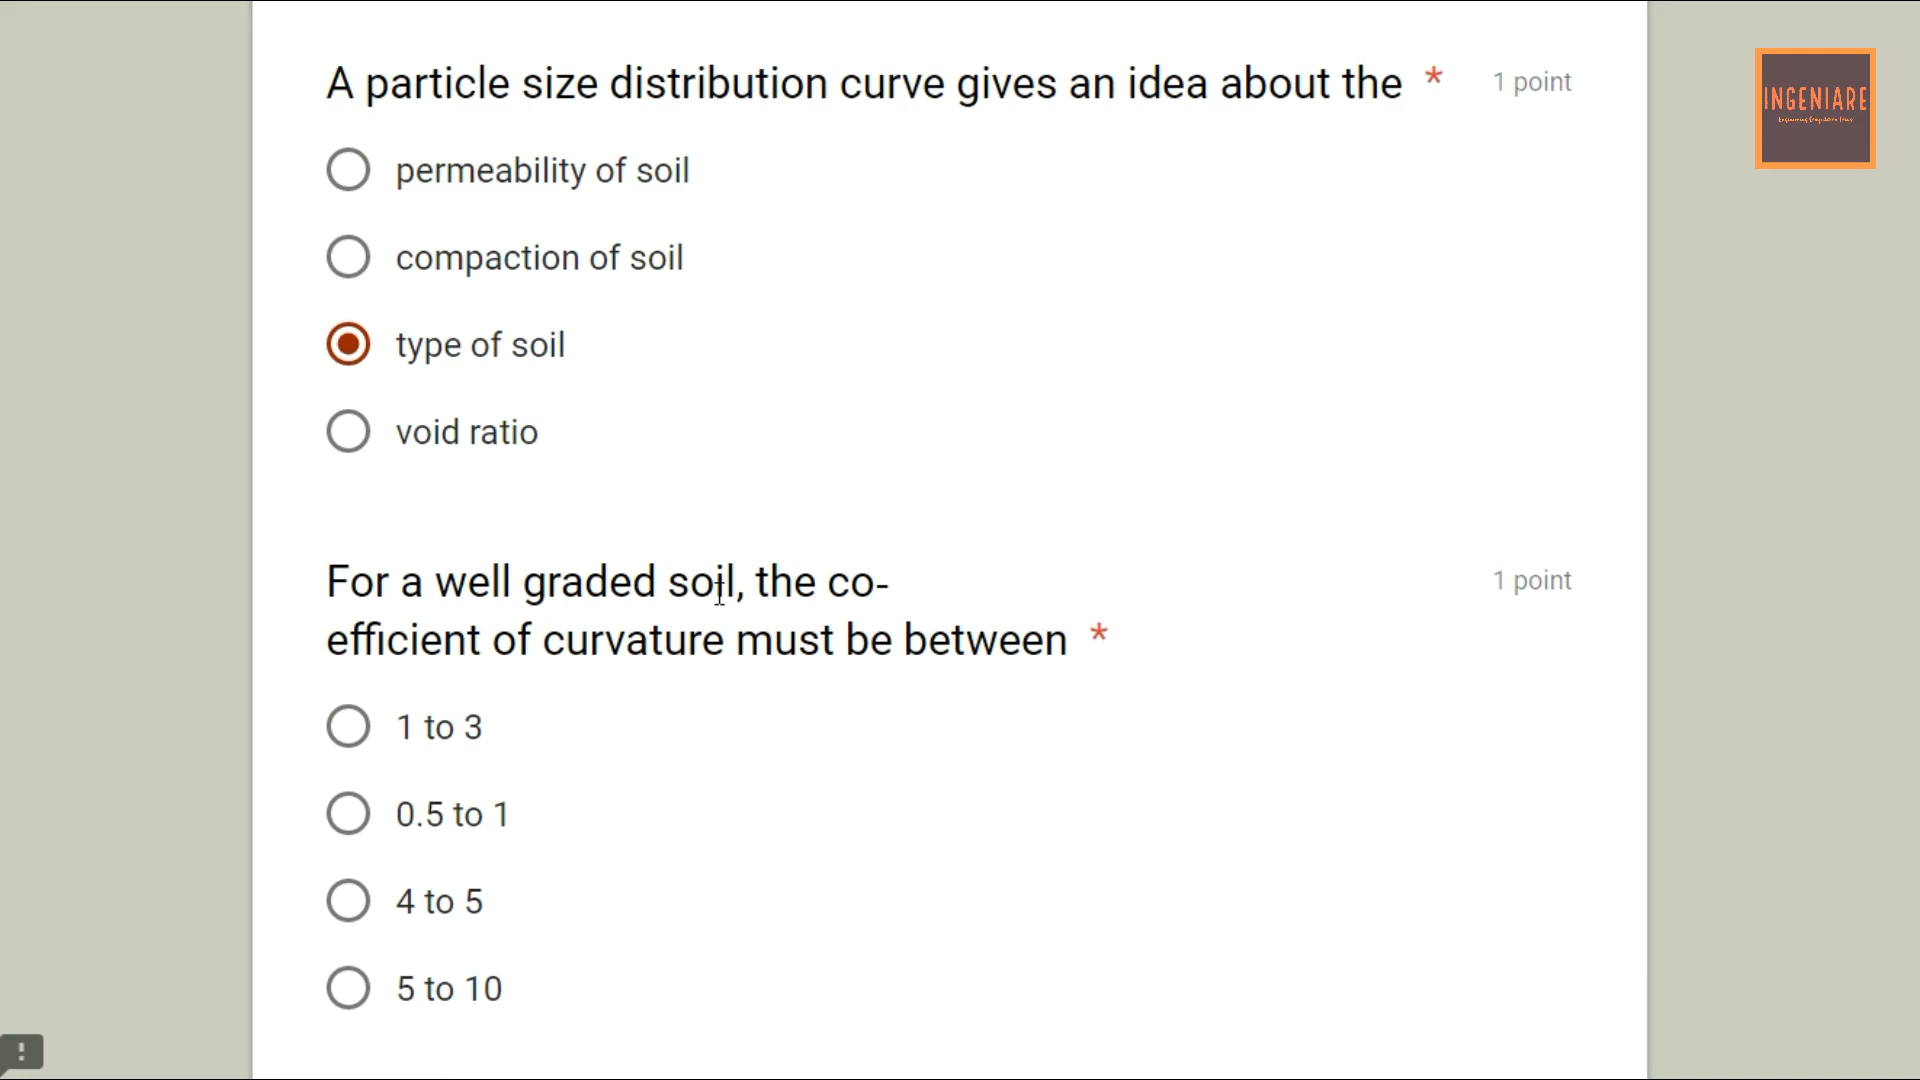 A particle size distribution curve gives an idea about the *
1 point
INGENIARE
permeability of soil
compaction of soil
type of soil
void ratio
For a well graded soil, the co-
1 point
efficient of curvature must be between *
1 to 3
0.5 to 1
4 to 5
5 to 10
!